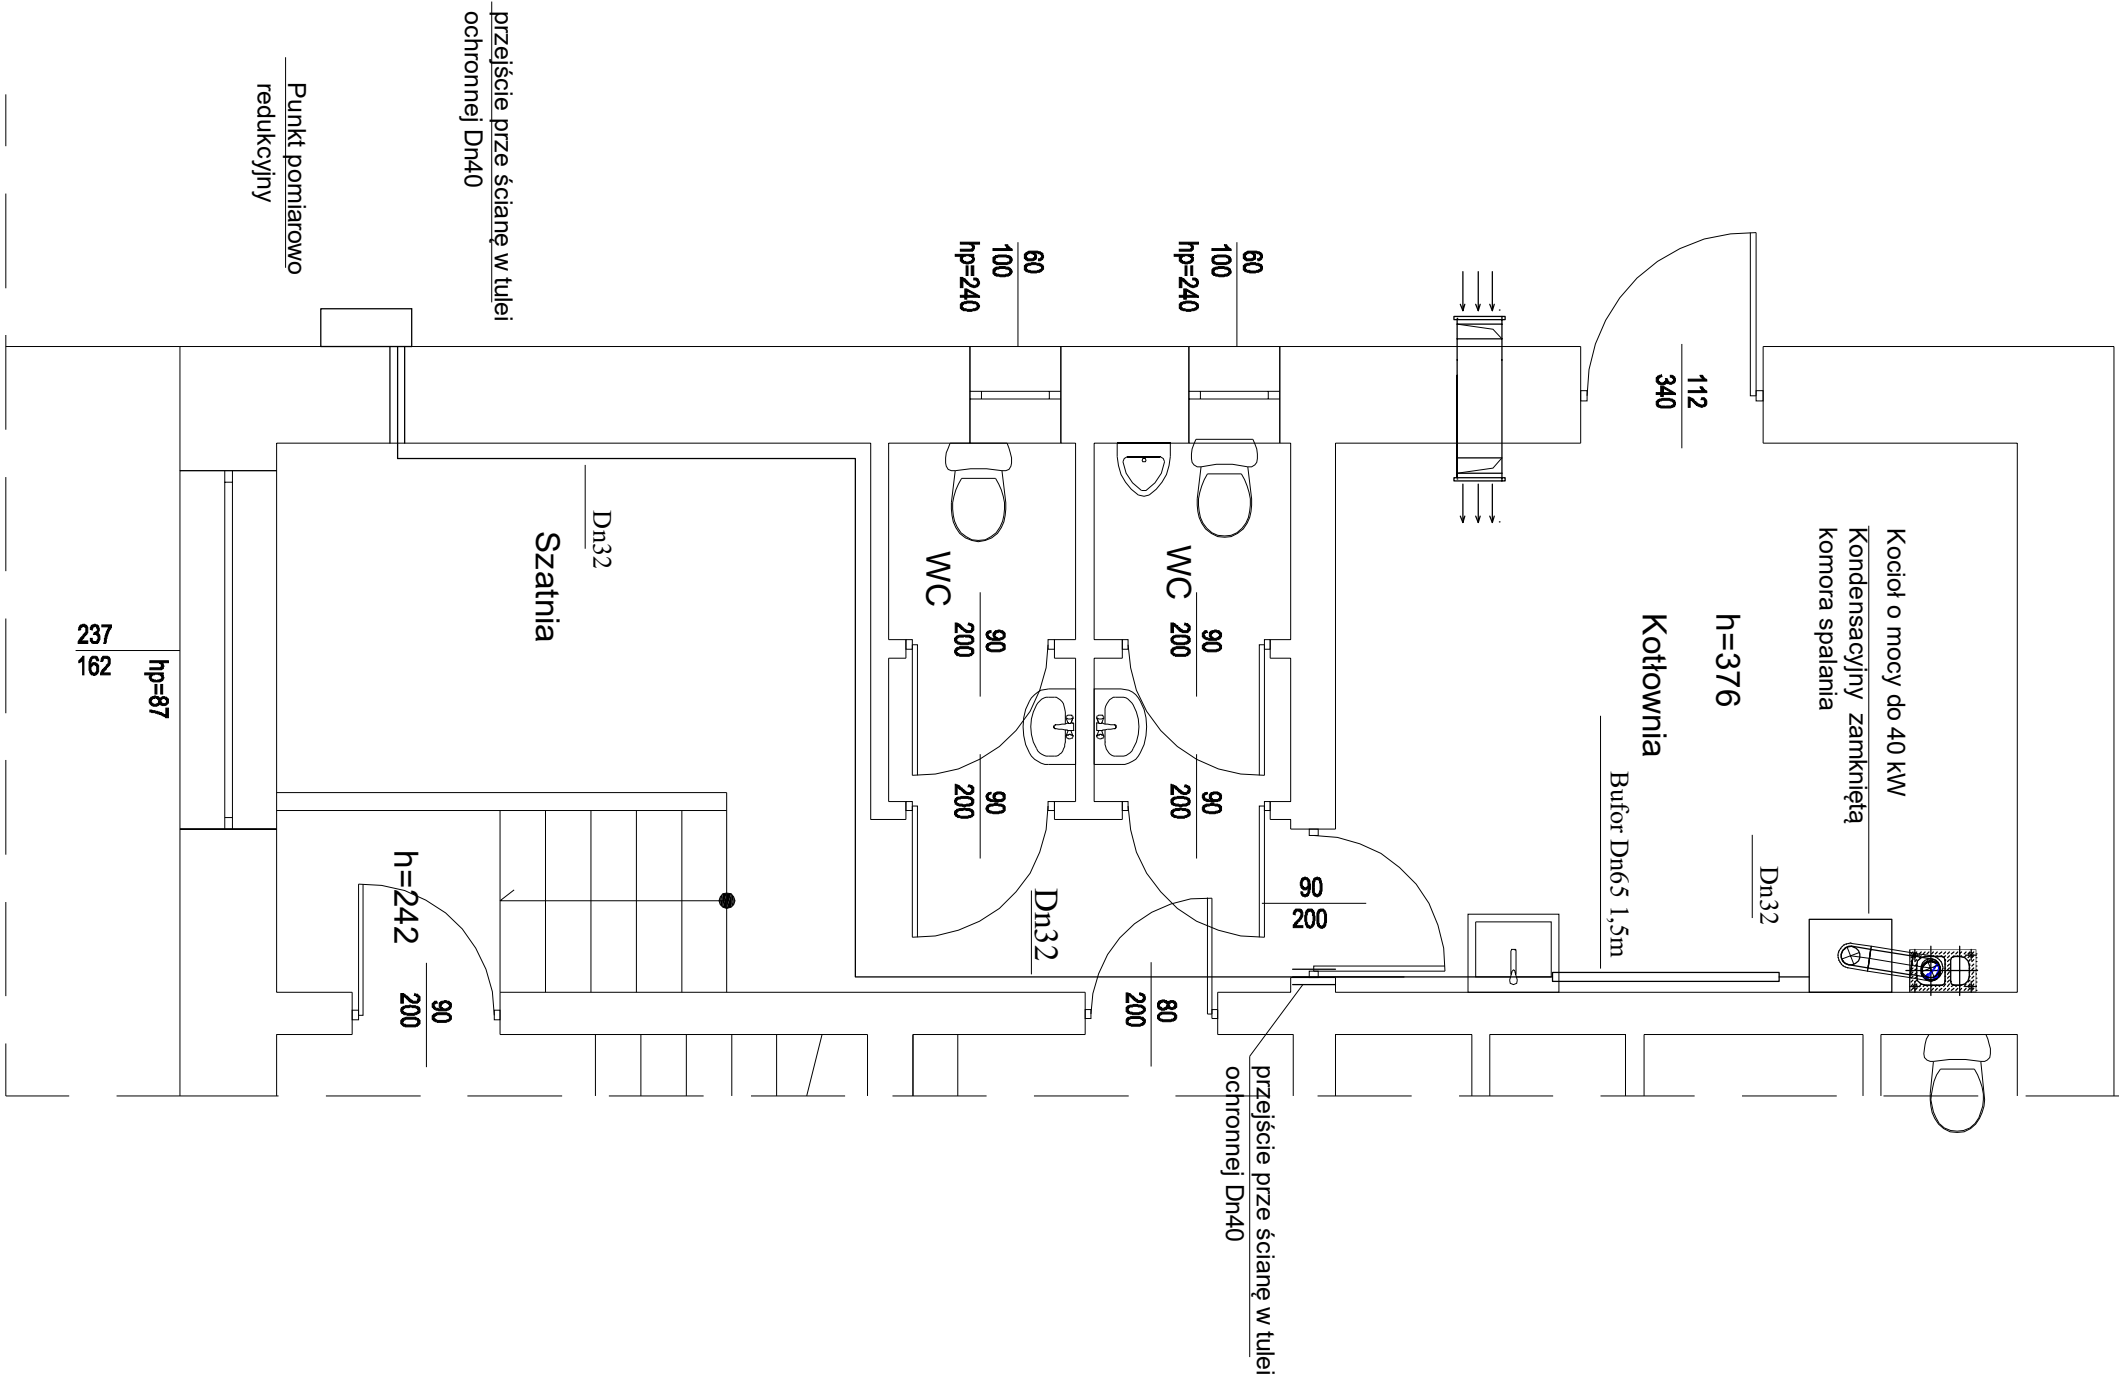 przejście prze ścianę w tulei
ochronnej Dn40
Punkt pomiarowo
redukcyjny
60
100
hp=240
60
100
hp=240
112
340
Kocioł o mocy do 40 kW
Kondensacyjny zamkniętą
komora spalania
h=376
Kotłownia
Bufor Dn65 1,5m
Dn32
Dn32
Szatnia
WC
90
200
WC
90
200
90
200
90
200
237
162
hp=87
h=242
90
200
Dn32
80
200
90
200
przejście prze ścianę w tulei
ochronnej Dn40